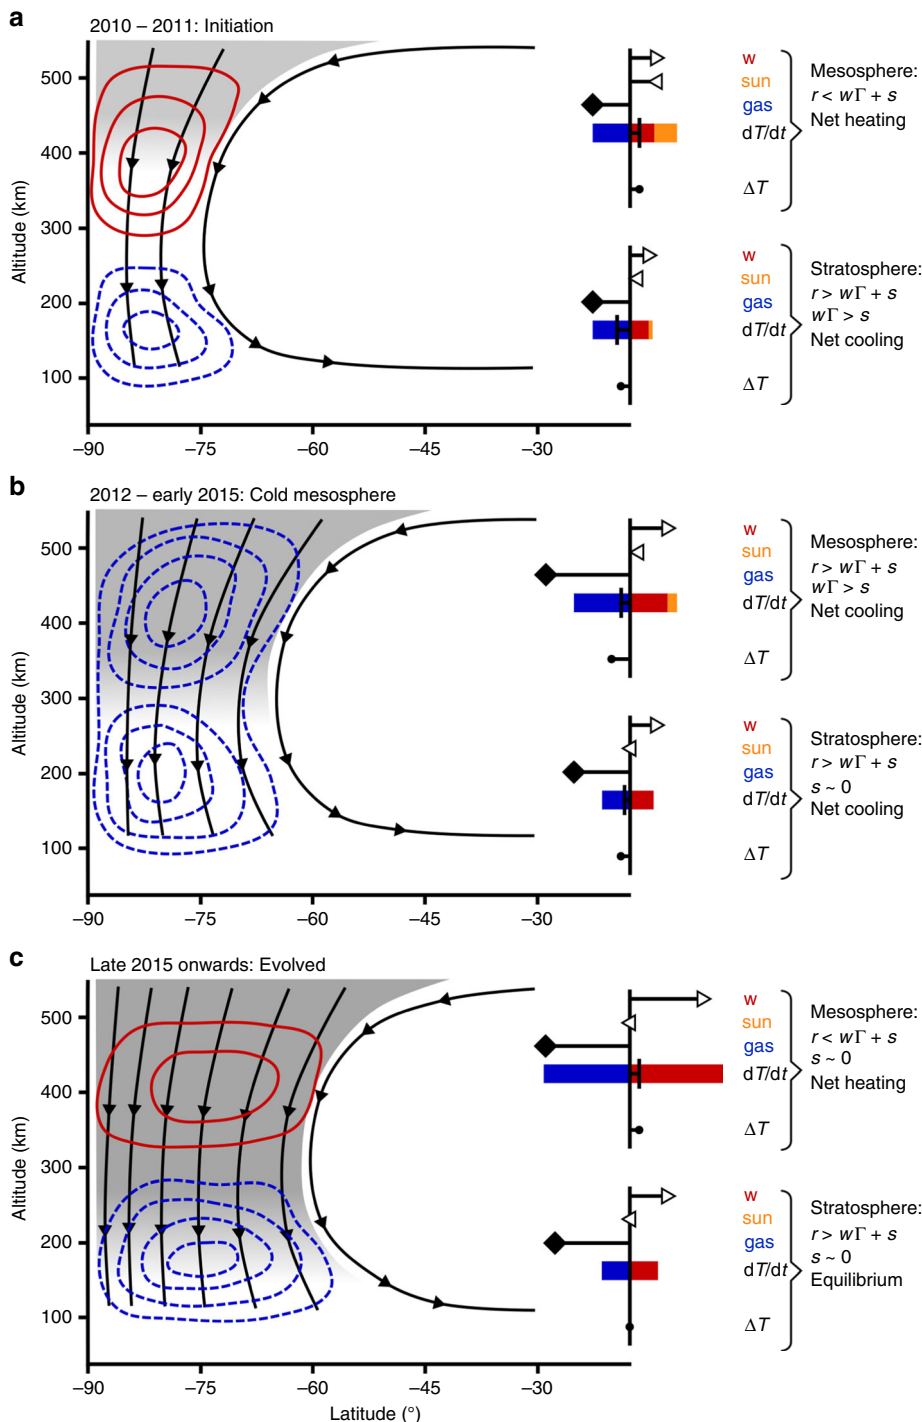 a
2010 – 2011: Initiation
500
400
300
200
100
Altitude (km)
–90
–75
–60
–45
–30
w
sun
gas
dT/dt
ΔT
Mesosphere:
r < wΓ + s
Net heating
w
sun
gas
dT/dt
ΔT
Stratosphere:
r > wΓ + s
wΓ > s
Net cooling
b
2012 – early 2015: Cold mesosphere
500
400
300
200
100
Altitude (km)
–90
–75
–60
–45
–30
w
sun
gas
dT/dt
ΔT
Mesosphere:
r > wΓ + s
wΓ > s
Net cooling
w
sun
gas
dT/dt
ΔT
Stratosphere:
r > wΓ + s
s ~ 0
Net cooling
c
Late 2015 onwards: Evolved
500
400
300
200
100
Altitude (km)
–90
–75
–60
–45
–30
Latitude (°)
w
sun
gas
dT/dt
ΔT
Mesosphere:
r < wΓ + s
s ~ 0
Net heating
w
sun
gas
dT/dt
ΔT
Stratosphere:
r > wΓ + s
s ~ 0
Equilibrium